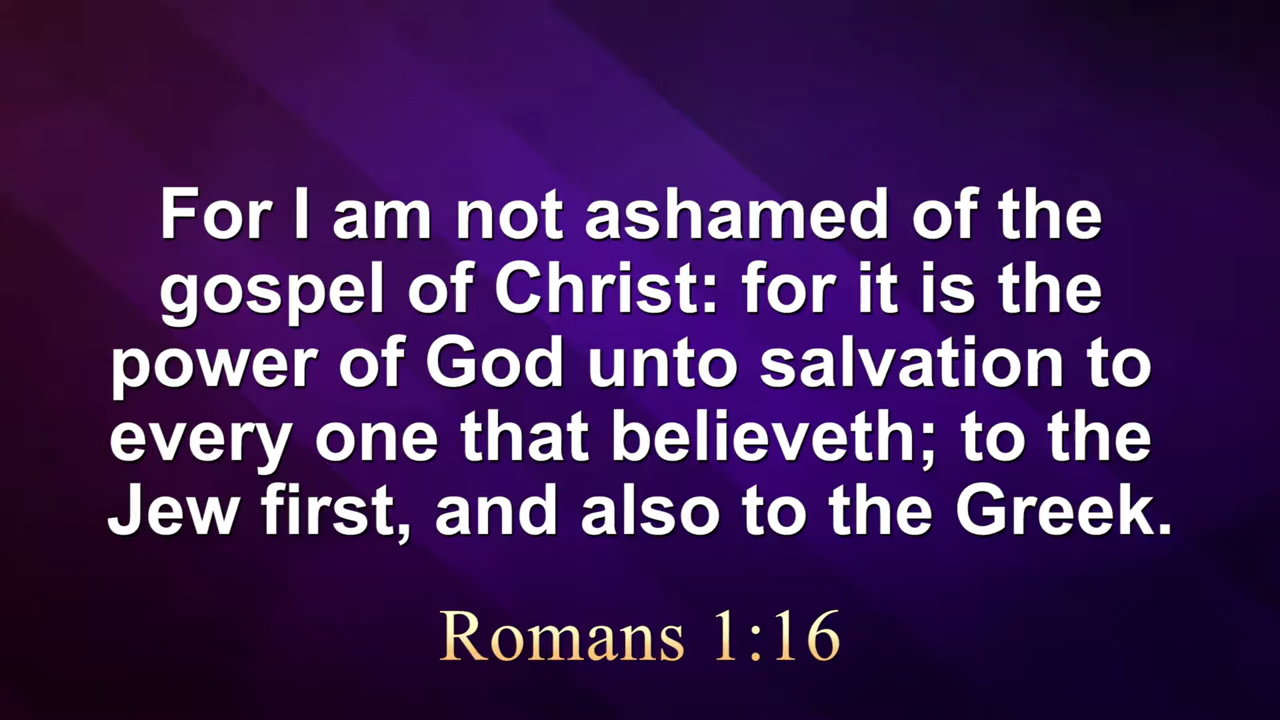 For I am not ashamed of the
gospel of Christ: for it is the
power of God unto salvation to
every one that believeth; to the
Jew first, and also to the Greek.
Romans 1:16